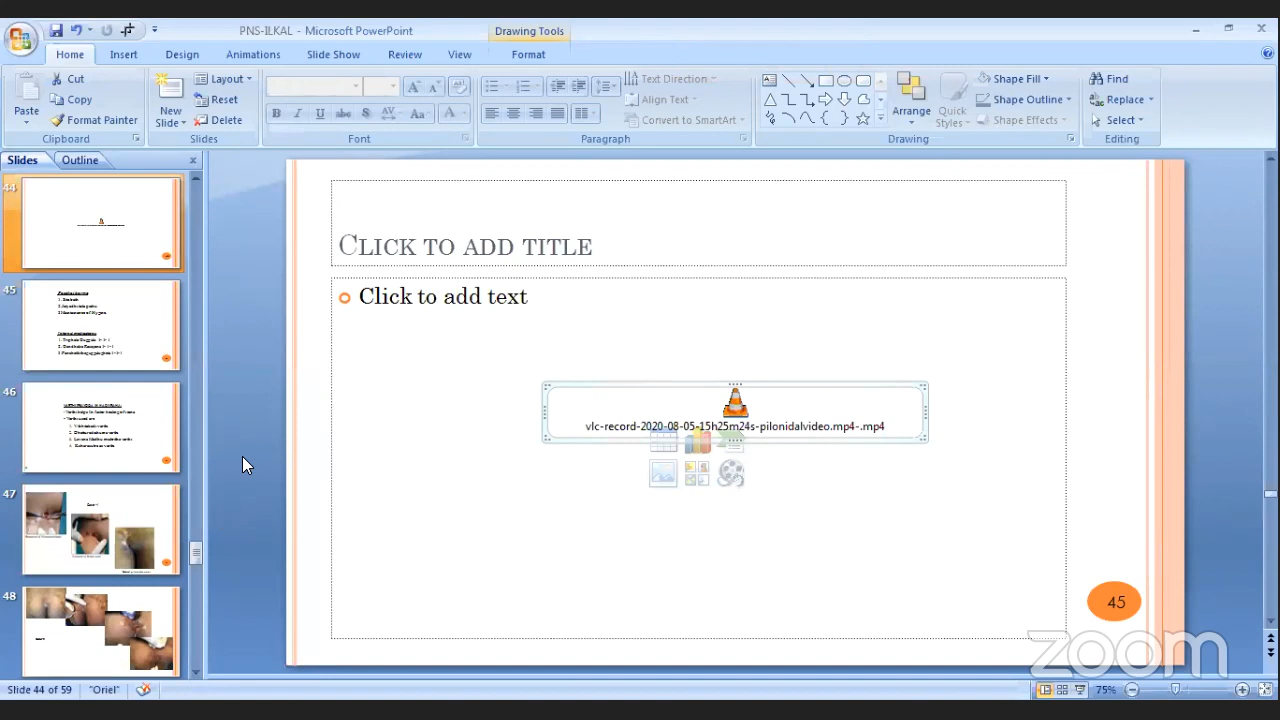 PNS-ILKAL - Microsoft PowerPoint
Drawing Tools
Home
Insert
Design
Animations
Slide Show
Review
View
Format
Paste
Cut
Copy
Format Painter
Clipboard
New Slide
Layout
Reset
Delete
Slides
Font
Text Direction
Align Text
Convert to SmartArt
Paragraph
Arrange
Quick Styles
Shape Fill
Shape Outline
Shape Effects
Drawing
Find
Replace
Select
Editing
Slides
Outline
44
45
46
47
48
Click to add title
Click to add text
vlc-record-2020-08-05-15h25m24s-pilonidalvideo.mp4-.mp4
45
zoom
Slide 44 of 59
"Oriel"
75%